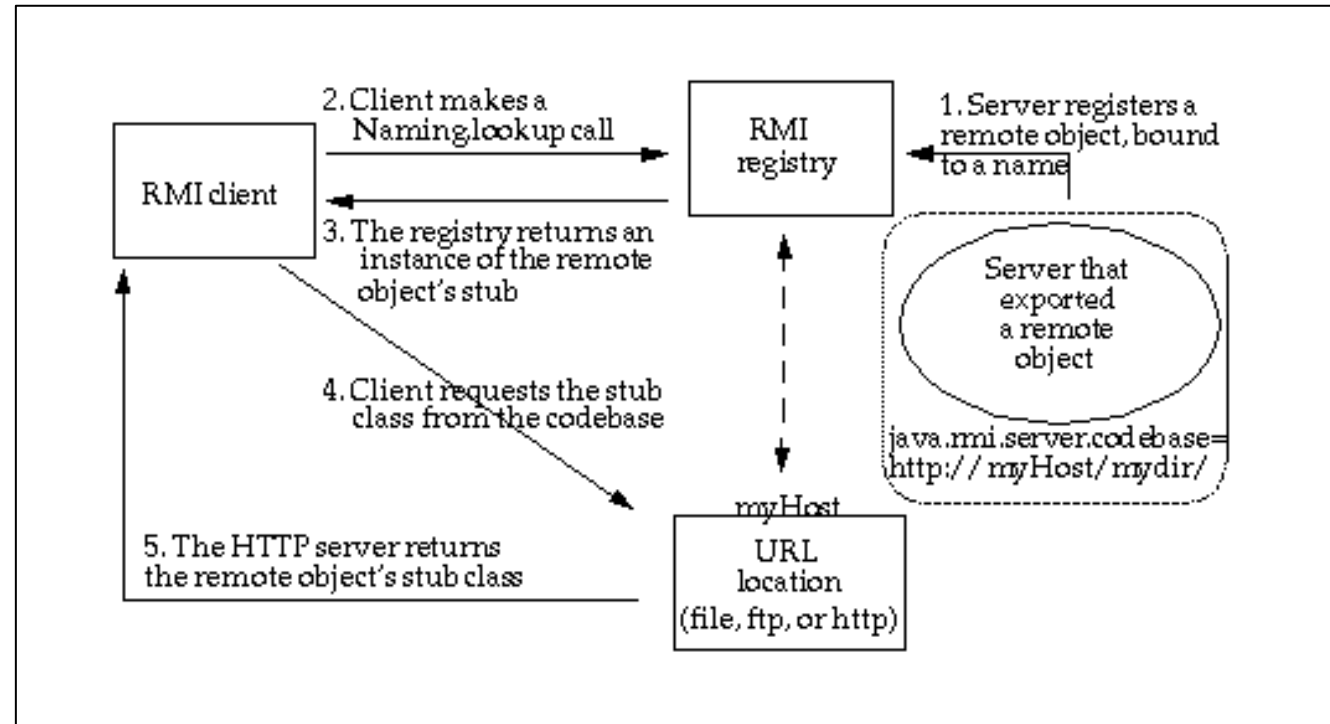 2. Client makes a
Naming.lookup call
RMI
registry
1. Server registers a
remote object, bound
to a name
RMI client
3. The registry returns an
instance of the remote
object's stub
Server that
exported
a remote
object
4. Client requests the stub
class from the codebase
java.rmi.server.codebase=
http://myHost/mydir/
myHost
URL
location
(file, ftp, or http)
5. The HTTP server returns
the remote object's stub class